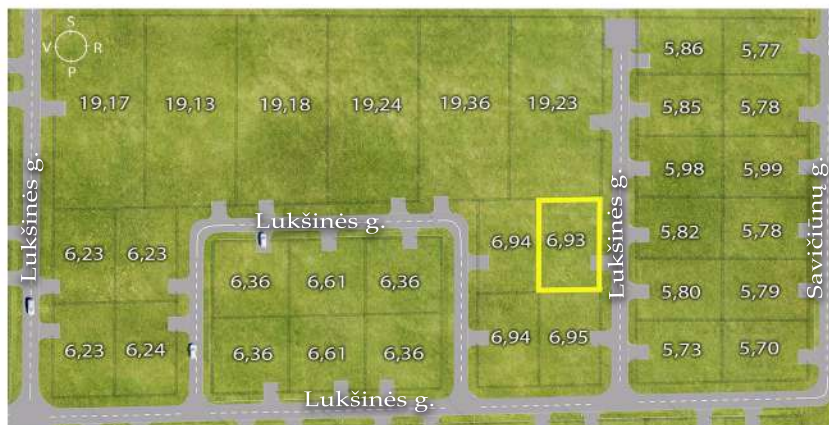 S
V R
P
5,86 5,77
19,17 19,13 19,18 19,24 19,36 19,23
5,85 5,78
5,98 5,99
Lukšinės g.
Lukšinės g.
Lukšinės g.
Savičiūnų g.
6,23 6,23
6,94 6,93
5,82 5,78
6,36 6,61 6,36
5,80 5,79
6,23 6,24
6,36 6,61 6,36
6,94 6,95
5,73 5,70
Lukšinės g.